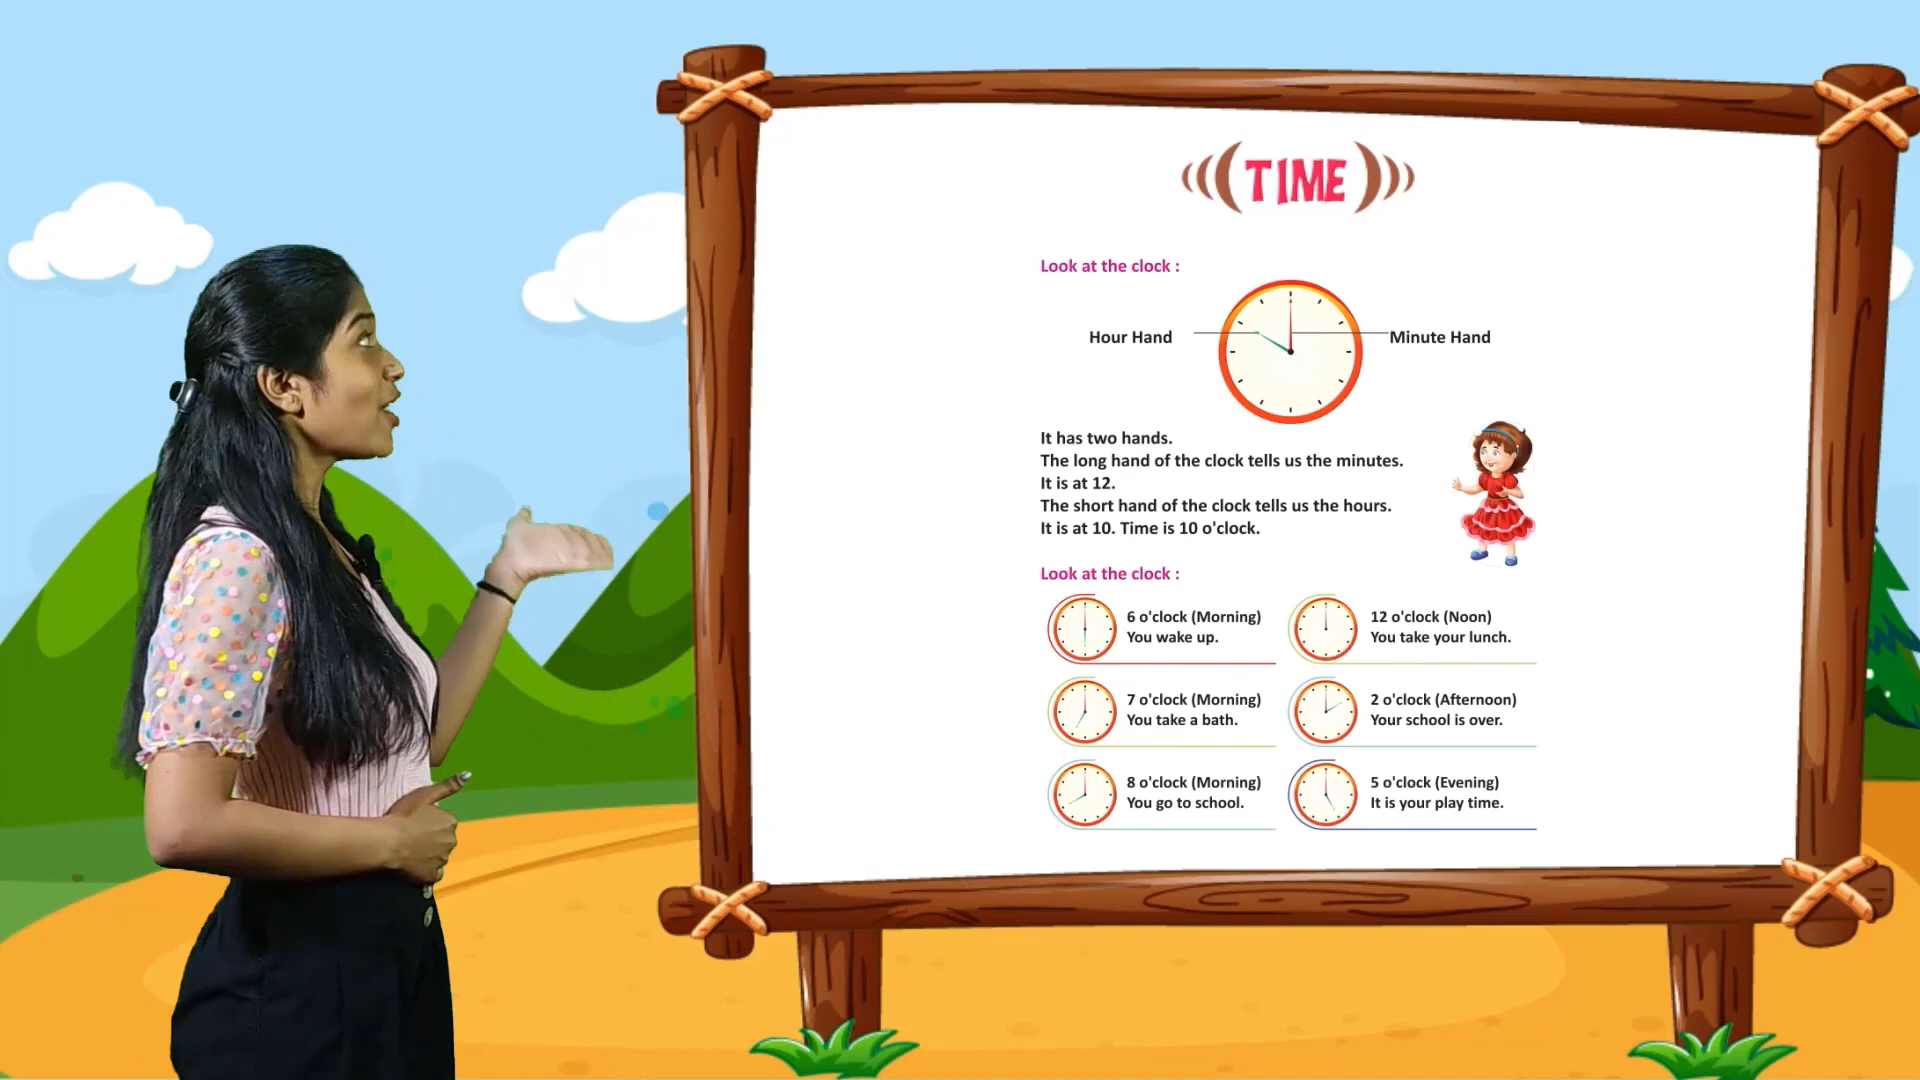 TIME
Look at the clock :
Hour Hand
Minute Hand
It has two hands.
The long hand of the clock tells us the minutes.
It is at 12.
The short hand of the clock tells us the hours.
It is at 10. Time is 10 o'clock.
Look at the clock :
6 o'clock (Morning)
You wake up.
12 o'clock (Noon)
You take your lunch.
7 o'clock (Morning)
You take a bath.
2 o'clock (Afternoon)
Your school is over.
8 o'clock (Morning)
You go to school.
5 o'clock (Evening)
It is your play time.